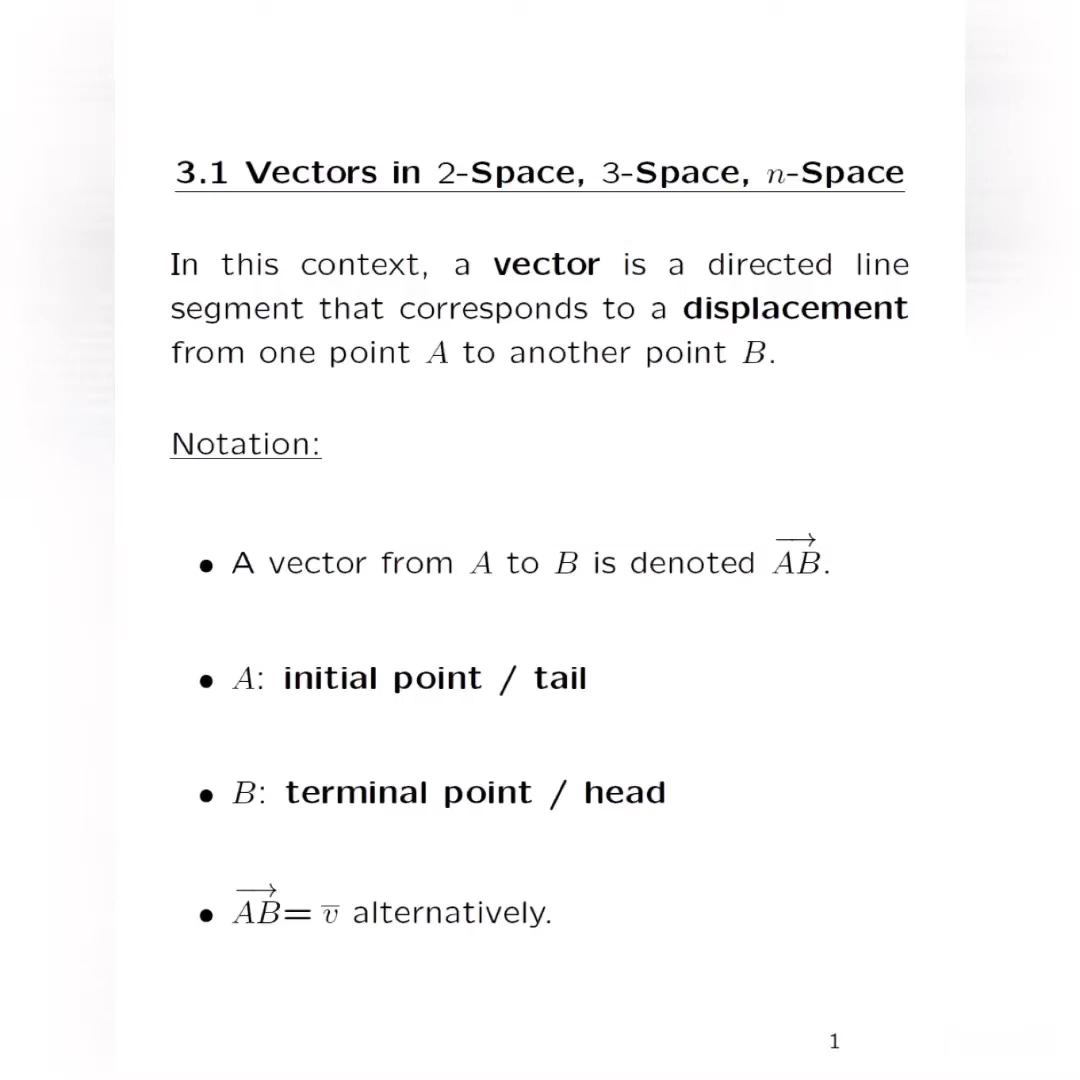 3.1 Vectors in 2-Space, 3-Space, n-Space
In this context, a vector is a directed line
segment that corresponds to a displacement
from one point A to another point B.
Notation:
• A vector from A to B is denoted $\overrightarrow{AB}$.
• A: initial point / tail
• B: terminal point / head
• $\overrightarrow{AB}$= $\overline{v}$ alternatively.
1